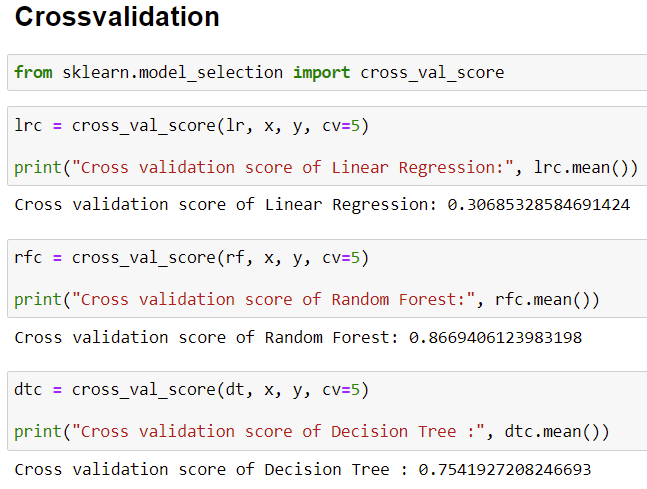 Crossvalidation
from sklearn.model_selection import cross_val_score
lrc = cross_val_score(lr, x, y, cv=5)
print("Cross validation score of Linear Regression:", lrc.mean())
Cross validation score of Linear Regression: 0.30685328584691424
rfc = cross_val_score(rf, x, y, cv=5)
print("Cross validation score of Random Forest:", rfc.mean())
Cross validation score of Random Forest: 0.8669406123983198
dtc = cross_val_score(dt, x, y, cv=5)
print("Cross validation score of Decision Tree :", dtc.mean())
Cross validation score of Decision Tree : 0.7541927208246693